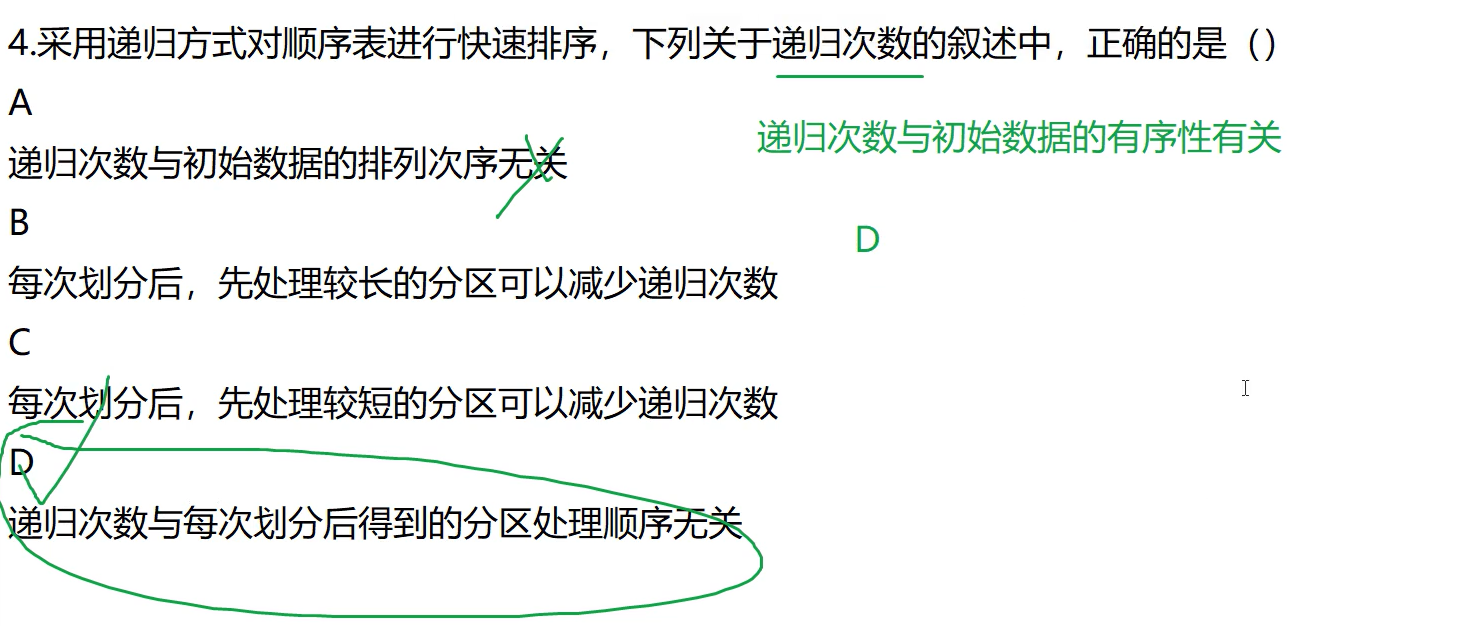 4.采用递归方式对顺序表进行快速排序，下列关于递归次数的叙述中，正确的是（）
A
递归次数与初始数据的有序性有关
递归次数与初始数据的排列次序无关
B
D
每次划分后，先处理较长的分区可以减少递归次数
C
每次划分后，先处理较短的分区可以减少递归次数
D
递归次数与每次划分后得到的分区处理顺序无关